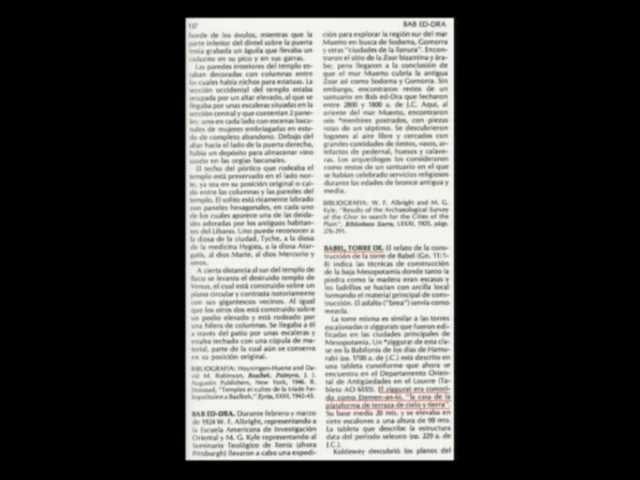 137
BAB ED-DRA
borde de los óvulos, mientras que la
parte inferior del dintel sobre la puerta
tenía grabada un águila que llevaba un
caduceo en su pico y en sus garras.
Las paredes interiores del templo es-
taban decoradas con columnas entre
las cuales había nichos para estatuas. La
sección occidental del templo estaba
ocupada por un altar elevado, al que se
llegaba por unas escaleras situadas en la
sección central y que contenían 2 pane-
les: uno en cada lado con escenas baca-
nales de mujeres embriagadas en esta-
do de completo abandono. Debajo del
altar hacia el lado de la puerta derecha,
había un depósito para almacenar vino
usado en las orgías bacanales.
El techo del pórtico que rodeaba el
templo está preservado en el lado nor-
te, ya sea en su posición original o caí-
do entre las columnas y las paredes del
templo. El sofito está ricamente labrado
con paneles hexagonales, en cada uno
de los cuales aparece una de las deida-
des adoradas por los antiguos habitan-
tes del Líbano. Uno puede reconocer a
la diosa de la ciudad, Tyche, a la diosa
de la medicina Hygiea, a la diosa Atar-
gatis, al dios Marte, al dios Mercurio y
otros.
A cierta distancia al sur del templo de
Baco se levanta el destruido templo de
Venus, el cual está construido sobre un
plano circular y contrasta notoriamente
con sus gigantescos vecinos. Al igual
que los otros dos está construido sobre
un podio elevado y está rodeado por
una hilera de columnas. Se llegaba a él
a través del patio por unas escaleras y
estaba techado con una cúpula de ma-
terial, parte de la cual aún se conserva
en su posición original.
BIBLIOGRAFIA: Hoyningen-Huene and Da-
vid M. Robinson, Baalbek, Palmyra, J. J.
Augustin Publishers, New York, 1946. R.
Dussaud, "Temples et cultes de la triade he-
liopolitaine a Baalbek," Syria, XXIII, 1942-43.
BAB ED-DRA. Durante febrero y marzo
de 1924 W. F. Albright, representando a
la Escuela Americana de Investigación
Oriental y M. G. Kyle representando al
Seminario Teológico de Xenia (ahora
Pittsburgh) llevaron a cabo una expedi-
ción para explorar la región sur del mar
Muerto en busca de Sodoma, Gomorra
y otras "ciudades de la llanura". Encon-
traron el sitio de la Zoar bizantina y ára-
be; pero llegaron a la conclusión de
que el mar Muerto cubría la antigua
Zoar así como Sodoma y Gomorra. Sin
embargo, encontraron restos de un
santuario en Bab ed-Dra que fecharon
entre 2800 y 1800 a. de J.C. Aquí, al
oriente del mar Muerto, encontraron
seis *menhires postrados, con piezas
rotas de un séptimo. Se descubrieron
fogones al aire libre y cercados con
grandes cantidades de tiestos, vasos, ar-
tefactos de pedernal, huesos y calave-
ras. Los arqueólogos los consideraron
como restos de un santuario en el que
se habían celebrado servicios religiosos
durante las edades de bronce antigua y
media.
BIBLIOGRAFIA: W. F. Albright and M. G.
Kyle, "Results of the Archaeological Survey
of the Ghor in search for the Cities of the
Plain", Bibliotheca Sacra, LXXXI, 1925, págs.
276-291.
BABEL, TORRE DE. El relato de la cons-
trucción de la torre de Babel (Gn. 11:1-
8) indica las técnicas de construcción
de la baja Mesopotamia donde tanto la
piedra como la madera eran escasas y
los ladrillos se hacían con arcilla local
formando el material principal de cons-
trucción. El asfalto ("brea") servía como
mezcla.
La torre misma es similar a las torres
escalonadas o ziggurats que fueron edi-
ficadas en las ciudades principales de
Mesopotamia. Un *ziggurat de esta cla-
se en la Babilonia de los días de Hamu-
rabi (ca. 1700 a. de J.C.) está descrito en
una tableta cuneiforme que ahora se
encuentra en el Departamento Orien-
tal de Antigüedades en el Louvre (Ta-
bleta AO 6555). El ziggurat era conoci-
do como Etemen-an-ki, "la casa de la
plataforma de terraza de cielo y tierra".
Su base medía 20 mts. y se elevaba en
siete escalones a una altura de 90 mts.
La tableta que describe la estructura
data del período seleuco (ca. 229 a. de
J.C.).
Koldewey descubrió los planos del